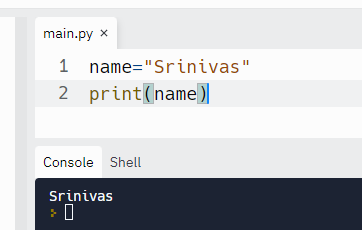 main.py ×
1 name="Srinivas"
2 print(name)
Console Shell
Srinivas
>